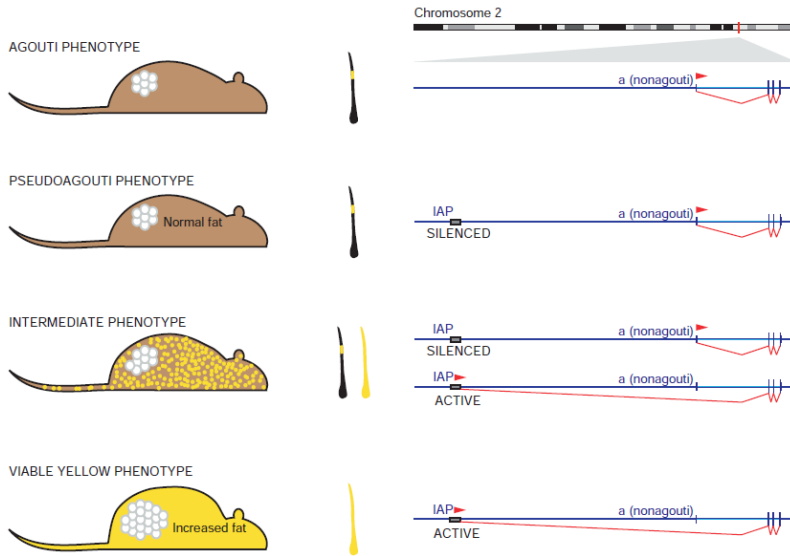 Chromosome 2
AGOUTI PHENOTYPE
a (nonagouti)
PSEUDOAGOUTI PHENOTYPE
Normal fat
IAP
a (nonagouti)
SILENCED
INTERMEDIATE PHENOTYPE
IAP
a (nonagouti)
SILENCED
IAP
a (nonagouti)
ACTIVE
VIABLE YELLOW PHENOTYPE
Increased fat
IAP
a (nonagouti)
ACTIVE